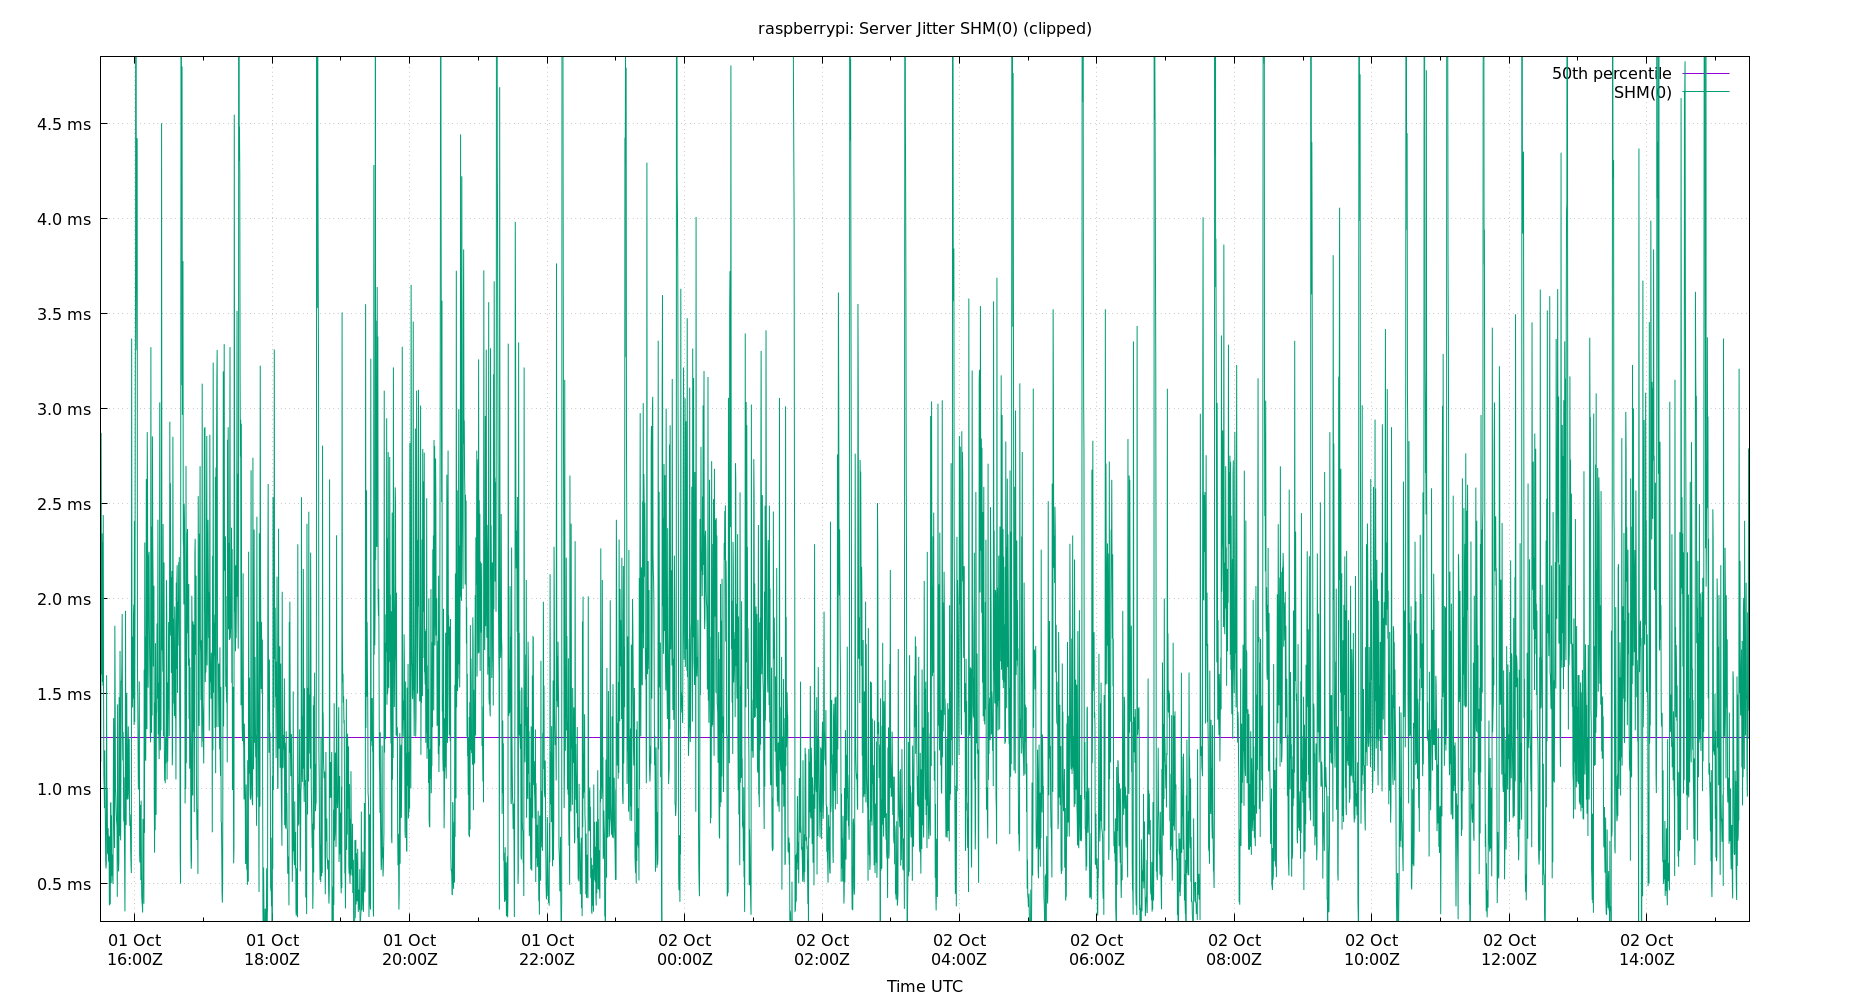 raspberrypi: Server Jitter SHM(0) (clipped)
50th percentile
SHM(0)
4.5 ms
4.0 ms
3.5 ms
3.0 ms
2.5 ms
2.0 ms
1.5 ms
1.0 ms
0.5 ms
01 Oct 01 Oct 01 Oct 01 Oct 02 Oct 02 Oct 02 Oct 02 Oct 02 Oct 02 Oct 02 Oct 02 Oct
16:00Z 18:00Z 20:00Z 22:00Z 00:00Z 02:00Z 04:00Z 06:00Z 08:00Z 10:00Z 12:00Z 14:00Z
Time UTC